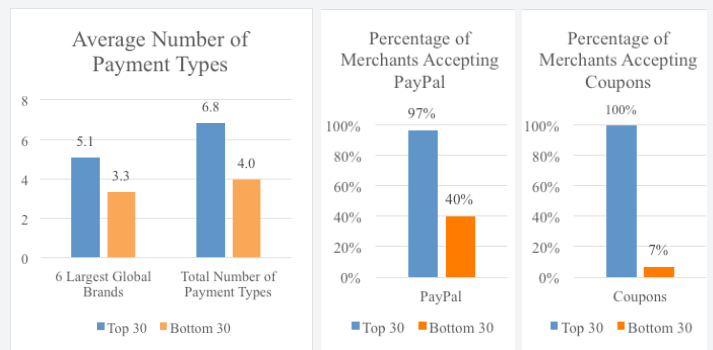 Average Number of
Payment Types
8
6
4
2
0
5.1
3.3
6.8
4.0
6 Largest Global
Brands
Total Number of
Payment Types
Top 30
Bottom 30
Percentage of
Merchants Accepting
PayPal
100%
80%
60%
40%
20%
0%
97%
40%
PayPal
Top 30
Bottom 30
Percentage of
Merchants Accepting
Coupons
100%
80%
60%
40%
20%
0%
100%
7%
Coupons
Top 30
Bottom 30